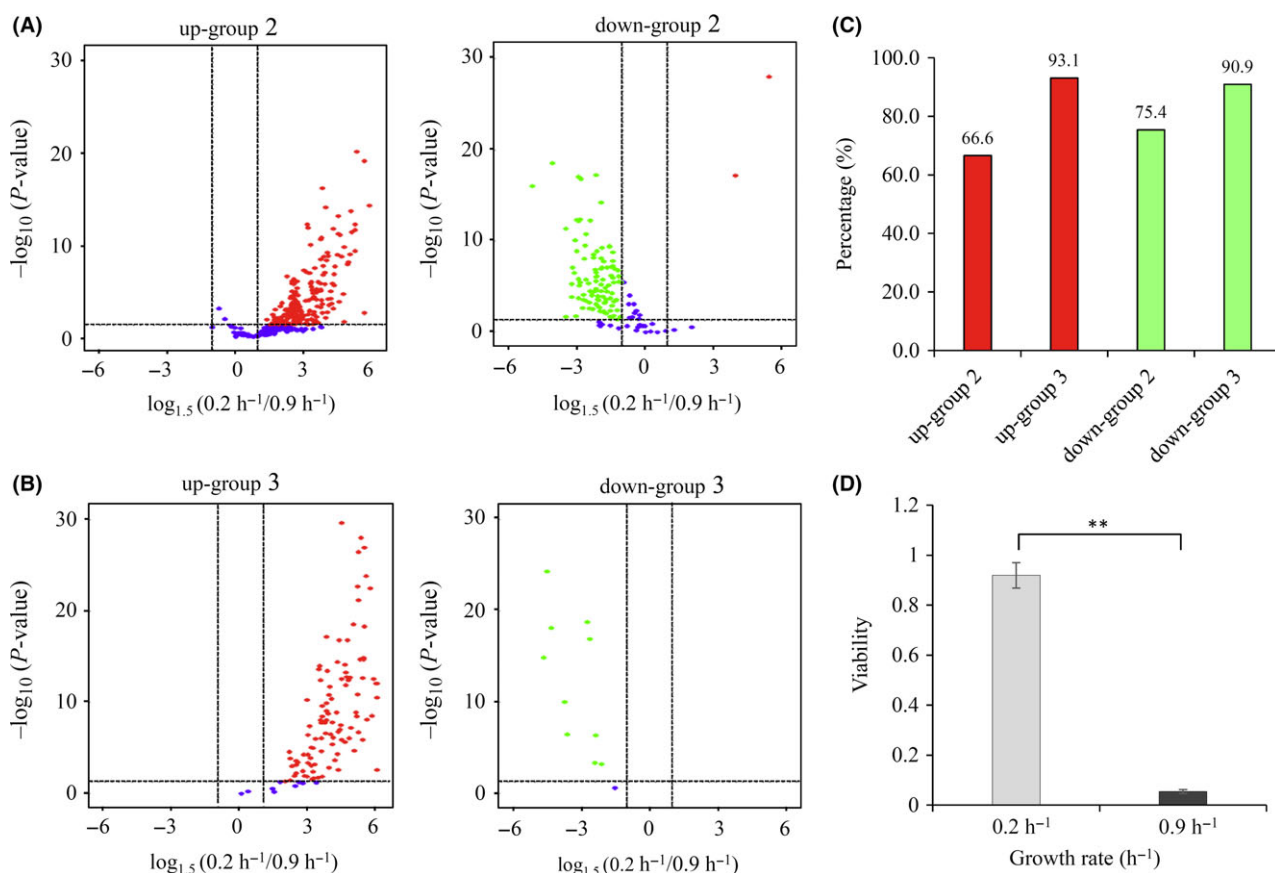 (A)
up-group 2
30
20
10
0
−log₁₀ (P-value)
−6
−3
0
3
6
log₁.₅ (0.2 h⁻¹/0.9 h⁻¹)
down-group 2
30
20
10
0
−log₁₀ (P-value)
−6
−3
0
3
6
log₁.₅ (0.2 h⁻¹/0.9 h⁻¹)
(C)
100.0
80.0
60.0
40.0
20.0
0.0
Percentage (%)
66.6
93.1
75.4
90.9
up-group 2
up-group 3
down-group 2
down-group 3
(B)
up-group 3
30
20
10
0
−log₁₀ (P-value)
−6
−3
0
3
6
log₁.₅ (0.2 h⁻¹/0.9 h⁻¹)
down-group 3
30
20
10
0
−log₁₀ (P-value)
−6
−3
0
3
6
log₁.₅ (0.2 h⁻¹/0.9 h⁻¹)
(D)
1.2
1
0.8
0.6
0.4
0.2
0
Viability
**
0.2 h⁻¹
0.9 h⁻¹
Growth rate (h⁻¹)